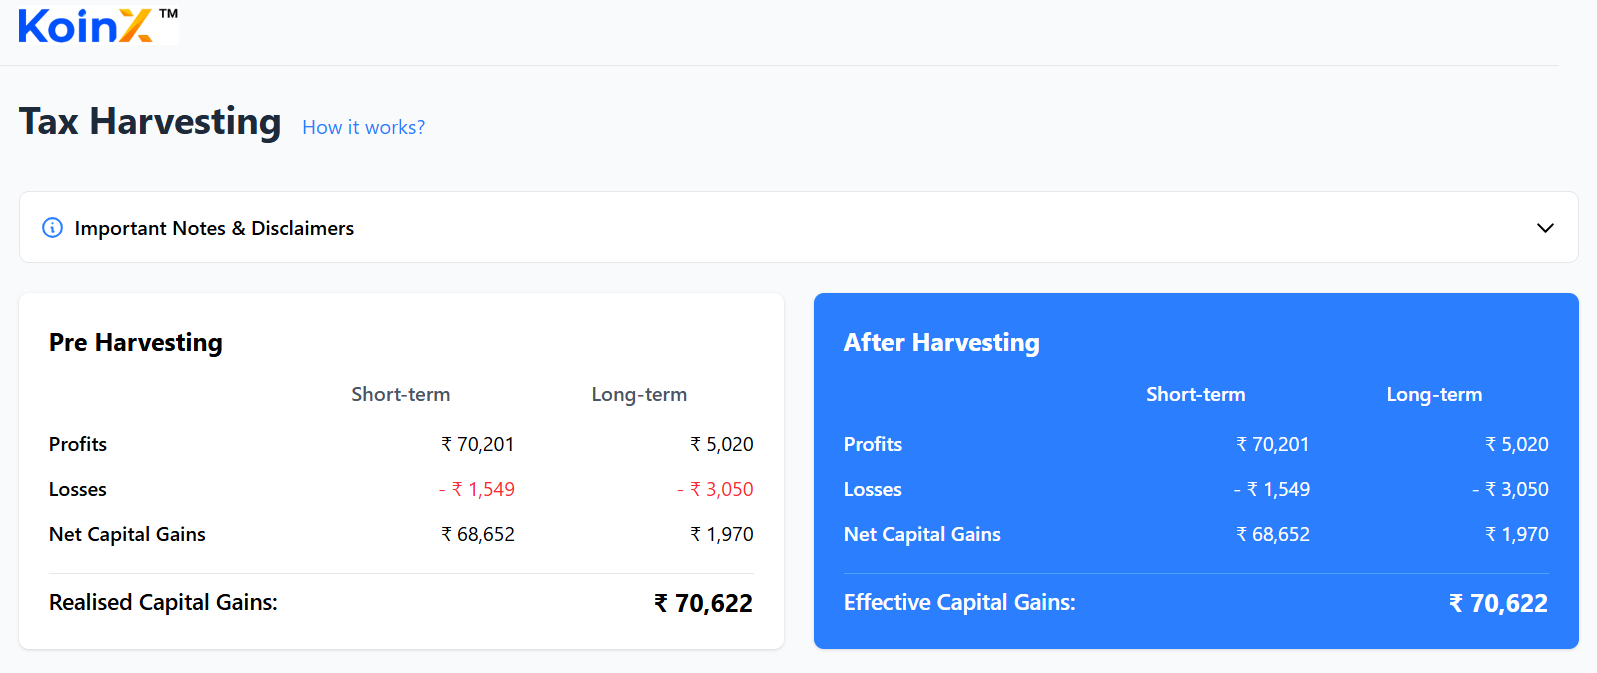 KoinX™
Tax Harvesting How it works?
Important Notes & Disclaimers
Pre Harvesting
Short-term Long-term
Profits ₹ 70,201 ₹ 5,020
Losses - ₹ 1,549 - ₹ 3,050
Net Capital Gains ₹ 68,652 ₹ 1,970
Realised Capital Gains: ₹ 70,622
After Harvesting
Short-term Long-term
Profits ₹ 70,201 ₹ 5,020
Losses - ₹ 1,549 - ₹ 3,050
Net Capital Gains ₹ 68,652 ₹ 1,970
Effective Capital Gains: ₹ 70,622